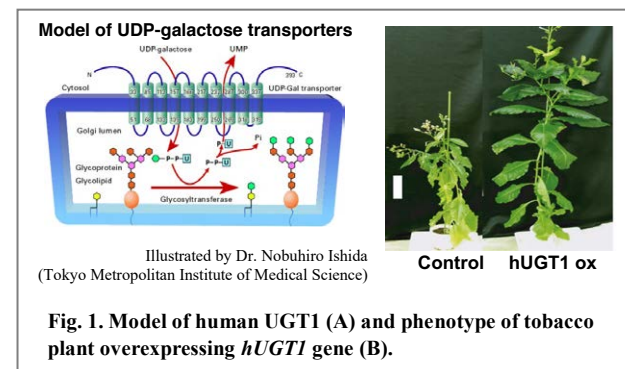 Model of UDP-galactose transporters
UDP-galactose
UMP
N
393 C
Cytosol
UDP-Gal transporter
Golgi lumen
Pi
P
U
P-P-U
P-P-U
Glycoprotein
Glycolipid
Glycosyltransferase
Illustrated by Dr. Nobuhiro Ishida
(Tokyo Metropolitan Institute of Medical Science)
Control
hUGT1 ox
Fig. 1. Model of human UGT1 (A) and phenotype of tobacco
plant overexpressing hUGT1 gene (B).